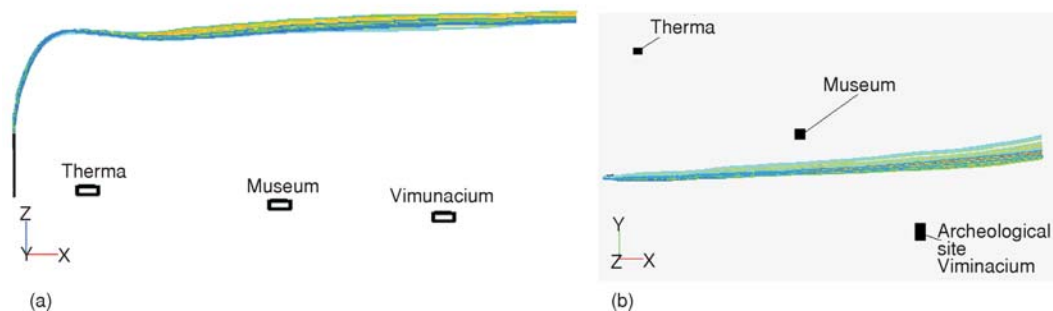 Therma
Museum
Vimunacium
Z
Y X
(a)
Therma
Museum
Y
Z X
Archeological
site
Viminacium
(b)